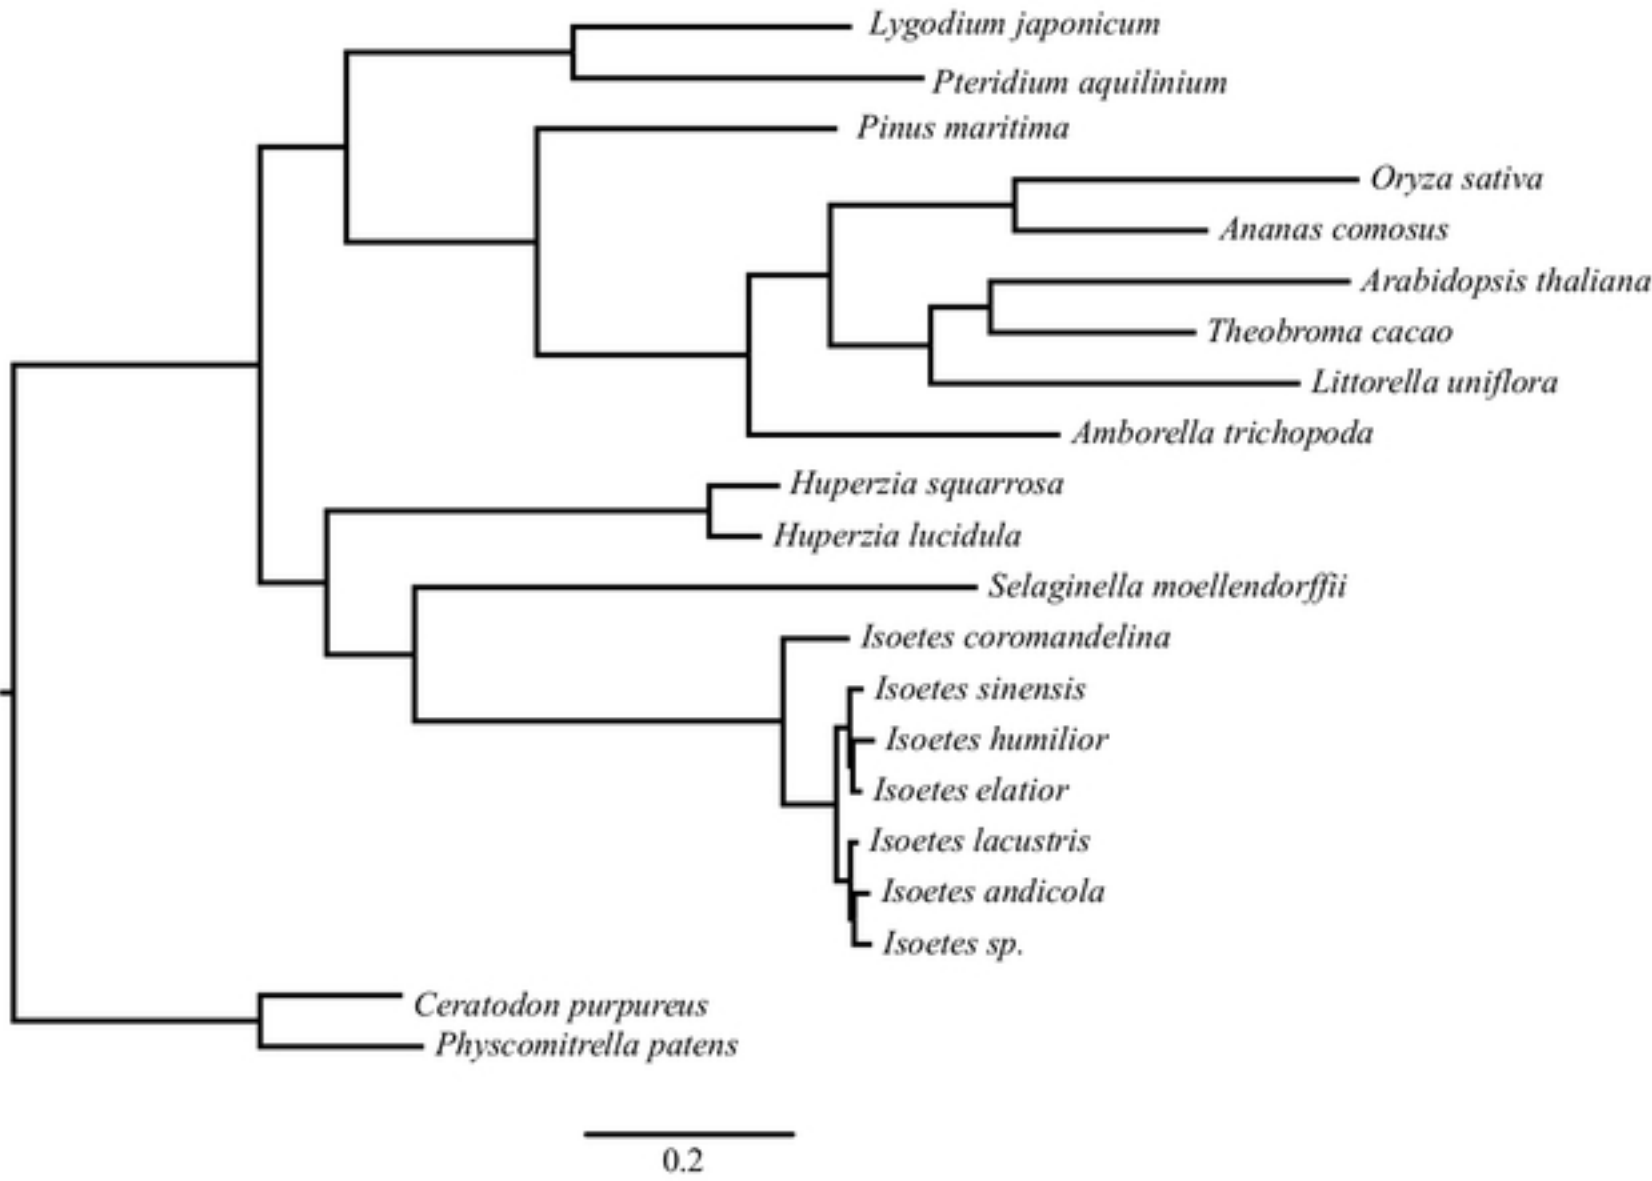 Lygodium japonicum
Pteridium aquilinium
Pinus maritima
Oryza sativa
Ananas comosus
Arabidopsis thaliana
Theobroma cacao
Littorella uniflora
Amborella trichopoda
Huperzia squarrosa
Huperzia lucidula
Selaginella moellendorffii
Isoetes coromandelina
Isoetes sinensis
Isoetes humilior
Isoetes elatior
Isoetes lacustris
Isoetes andicola
Isoetes sp.
Ceratodon purpureus
Physcomitrella patens
0.2